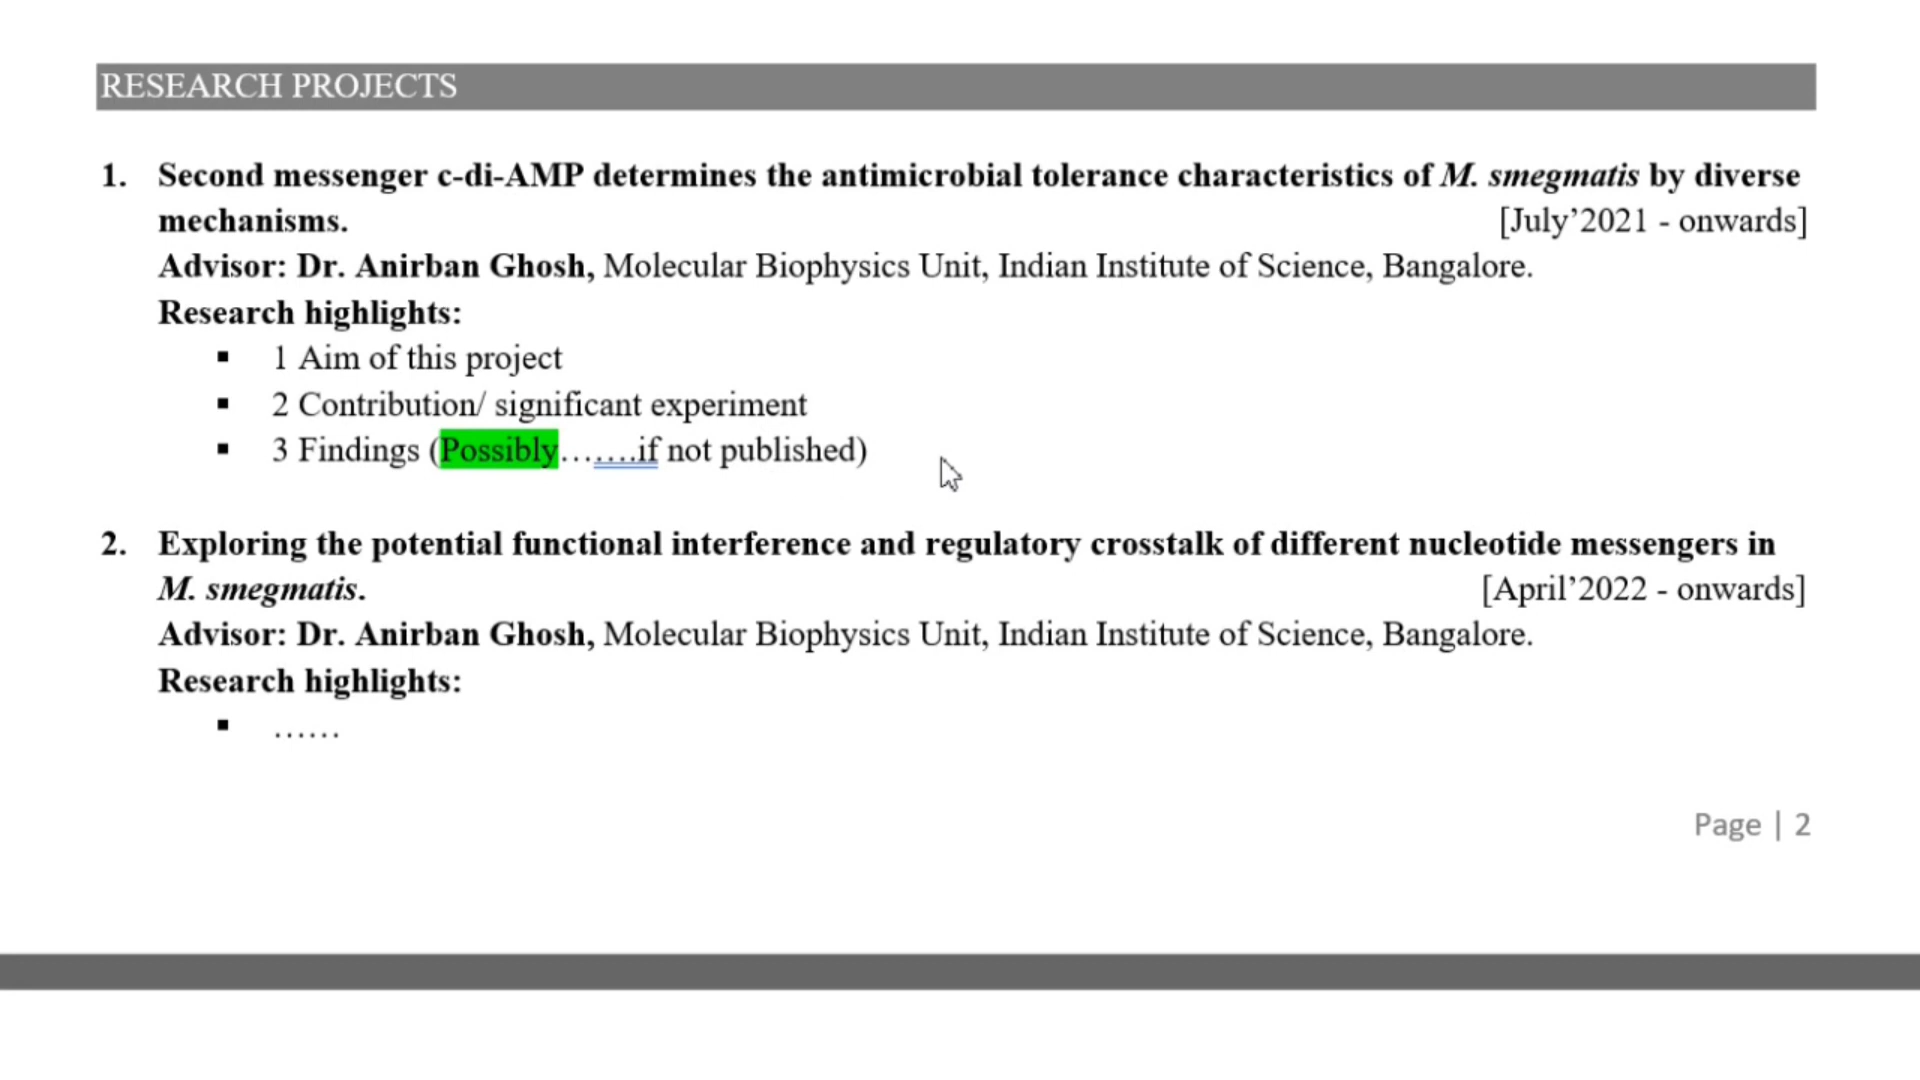 RESEARCH PROJECTS
1. Second messenger c-di-AMP determines the antimicrobial tolerance characteristics of M. smegmatis by diverse
mechanisms. [July’2021 - onwards]
Advisor: Dr. Anirban Ghosh, Molecular Biophysics Unit, Indian Institute of Science, Bangalore.
Research highlights:
▪ 1 Aim of this project
▪ 2 Contribution/ significant experiment
▪ 3 Findings (Possibly…….if not published)
2. Exploring the potential functional interference and regulatory crosstalk of different nucleotide messengers in
M. smegmatis. [April’2022 - onwards]
Advisor: Dr. Anirban Ghosh, Molecular Biophysics Unit, Indian Institute of Science, Bangalore.
Research highlights:
▪ ……
Page | 2